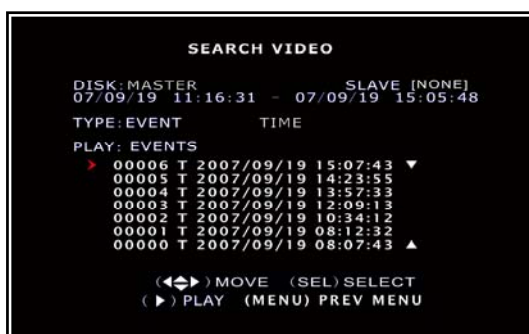 SEARCH VIDEO
DISK:MASTER SLAVE [NONE]
07/09/19 11:16:31 - 07/09/19 15:05:48
TYPE:EVENT TIME
PLAY: EVENTS
00006 T 2007/09/19 15:07:43 ▼
00005 T 2007/09/19 14:23:55
00004 T 2007/09/19 13:57:33
00003 T 2007/09/19 12:09:13
00002 T 2007/09/19 10:34:12
00001 T 2007/09/19 08:12:32
00000 T 2007/09/19 08:07:43 ▲
(◀◆▶) MOVE (SEL) SELECT
(▶) PLAY (MENU) PREV MENU